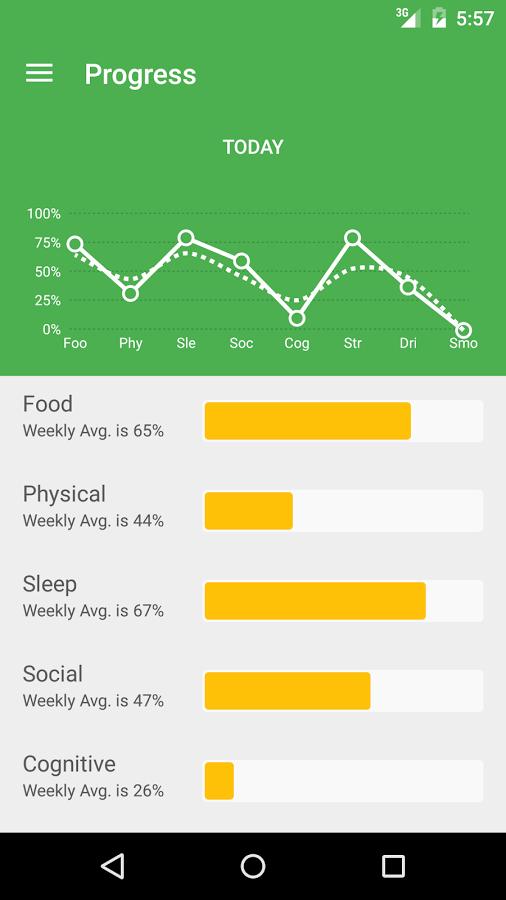 3G 5:57
Progress
TODAY
100%
75%
50%
25%
0%
Foo Phy Sle Soc Cog Str Dri Smo
Food
Weekly Avg. is 65%
Physical
Weekly Avg. is 44%
Sleep
Weekly Avg. is 67%
Social
Weekly Avg. is 47%
Cognitive
Weekly Avg. is 26%